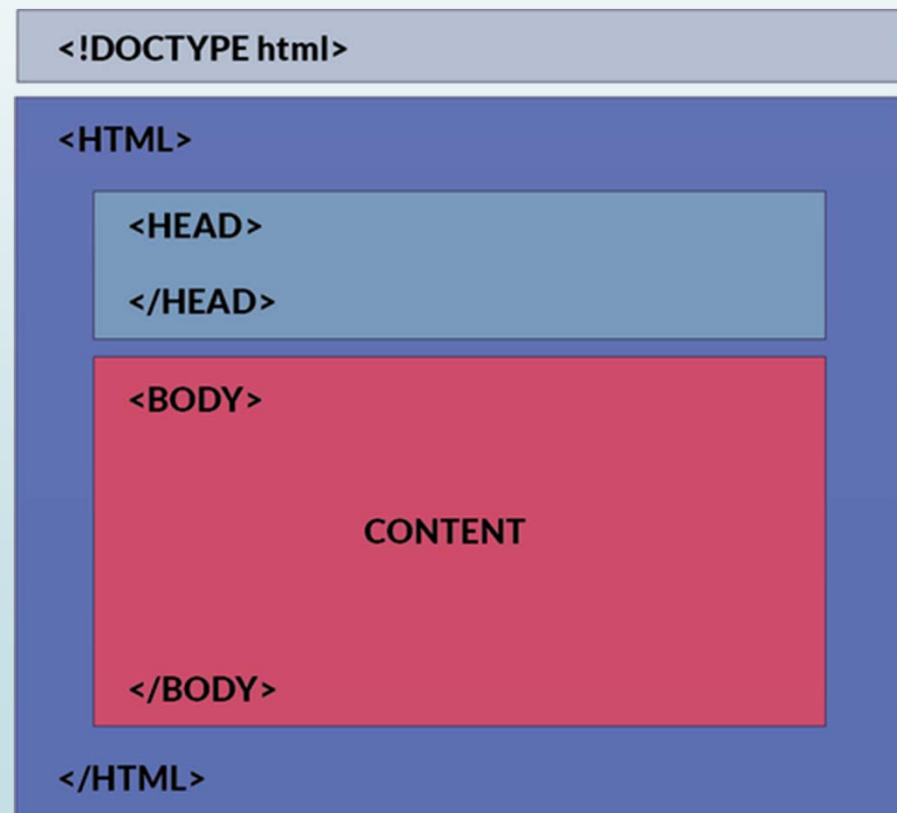 <!DOCTYPE html>
<HTML>
<HEAD>
</HEAD>
<BODY>
CONTENT
</BODY>
</HTML>